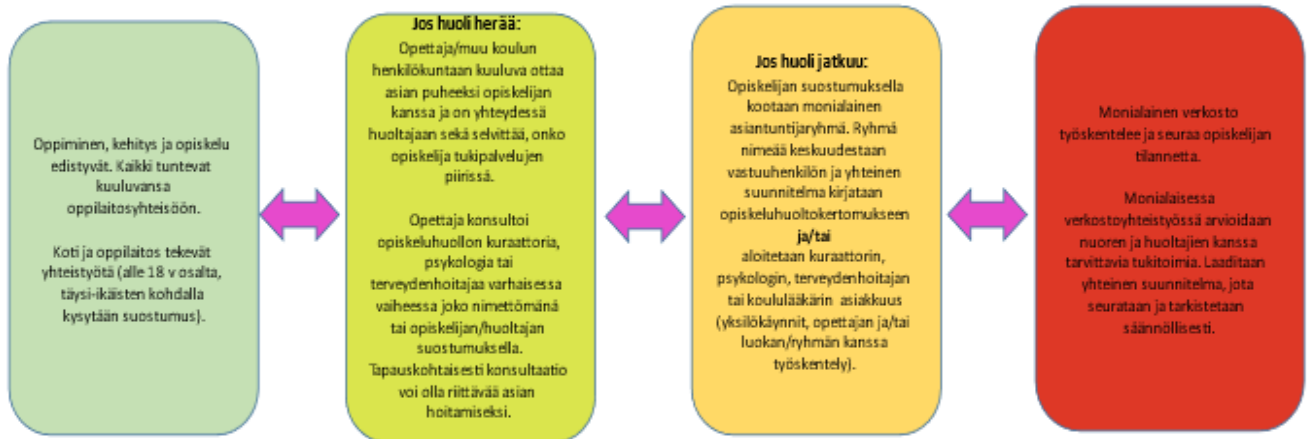 Oppiminen, kehitys ja opiskelu
edistyvät. Kaikki tuntevat
kuuluvansa
oppilaitosyhteisöön.
Koti ja oppilaitos tekevät
yhteistyötä (alle 18 v osalta,
täysi-ikäisten kohdalla
kysytään suostumus).
Jos huoli herää:
Opettaja/muu koulun
henkilökuntaan kuuluva ottaa
asian puheeksi opiskelijan
kanssa ja on yhteydessä
huoltajaan sekä selvittää, onko
opiskelija tukipalvelujen
piirissä.
Opettaja konsultoi
opiskeluhuollon kuraattoria,
psykologia tai
terveydenhoitajaa varhaisessa
vaiheessa joko nimettömänä
tai opiskelijan/huoltajan
suostumuksella.
Tapauskohtaisesti konsultaatio
voi olla riittävää asian
hoitamiseksi.
Jos huoli jatkuu:
Opiskelijan suostumuksella
kootaan monialainen
asiantuntijaryhmä. Ryhmä
nimeää keskuudestaan
vastuuhenkilön ja yhteinen
suunnitelma kirjataan
opiskeluhuoltokertomukseen
ja/tai
aloitetaan kuraattorin,
psykologin, terveydenhoitajan
tai koululääkärin asiakkuus
(yksilökäynnit, opettajan ja/tai
luokan/ryhmän kanssa
työskentely).
Monialainen verkosto
työskentelee ja seuraa opiskelijan
tilannetta.
Monialaisessa
verkostoyhteistyössä arvioidaan
nuoren ja huoltajien kanssa
tarvittavia tukitoimia. Laaditaan
yhteinen suunnitelma, jota
seurataan ja tarkistetaan
säännöllisesti.